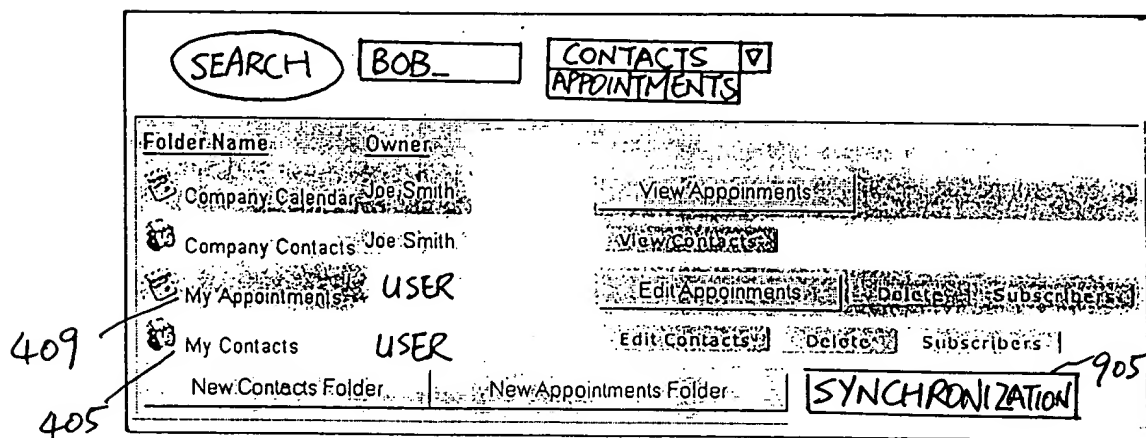 SEARCH BOB_ CONTACTS
APPOINTMENTS
Folder Name Owner
Company Calendar Joe Smith View Appoinments
Company Contacts Joe Smith View Contacts
My Appointments USER Edit Appoinments Delete Subscribers
409
My Contacts USER Edit Contacts Delete Subscribers
905
New Contacts Folder New Appointments Folder SYNCHRONIZATION
405